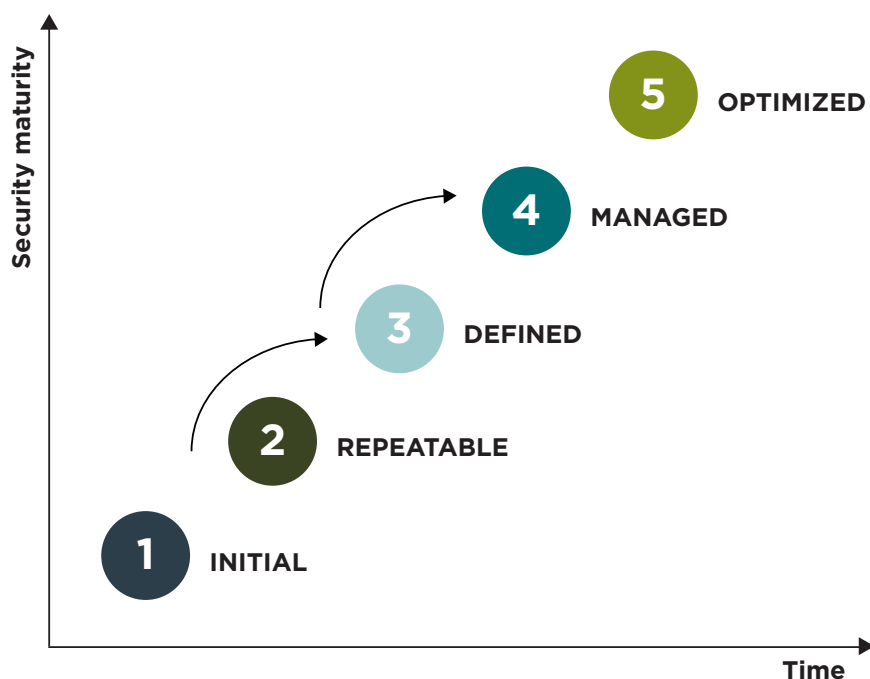 Security maturity
5
OPTIMIZED
4
MANAGED
3
DEFINED
2
REPEATABLE
1
INITIAL
Time